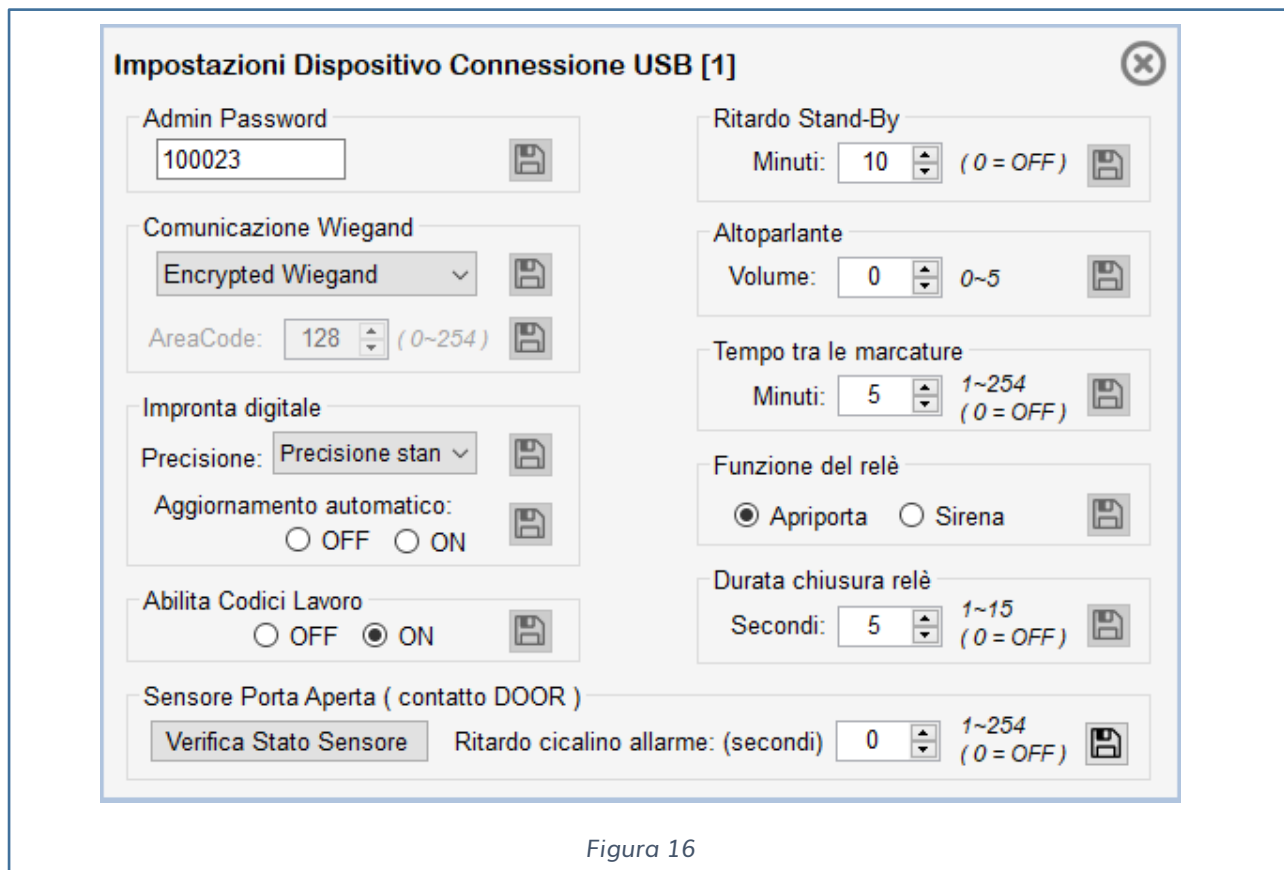 Impostazioni Dispositivo Connessione USB [1]
Admin Password
100023
Comunicazione Wiegand
Encrypted Wiegand
AreaCode: 128 ( 0~254 )
Impronta digitale
Precisione: Precisione stan
Aggiornamento automatico:
OFF ON
Abilita Codici Lavoro
OFF ON
Ritardo Stand-By
Minuti: 10 ( 0 = OFF )
Altoparlante
Volume: 0 0~5
Tempo tra le marcature
Minuti: 5 1~254
( 0 = OFF )
Funzione del relè
Apriporta Sirena
Durata chiusura relè
Secondi: 5 1~15
( 0 = OFF )
Sensore Porta Aperta ( contatto DOOR )
Verifica Stato Sensore Ritardo cicalino allarme: (secondi) 0 1~254
( 0 = OFF )
Figura 16